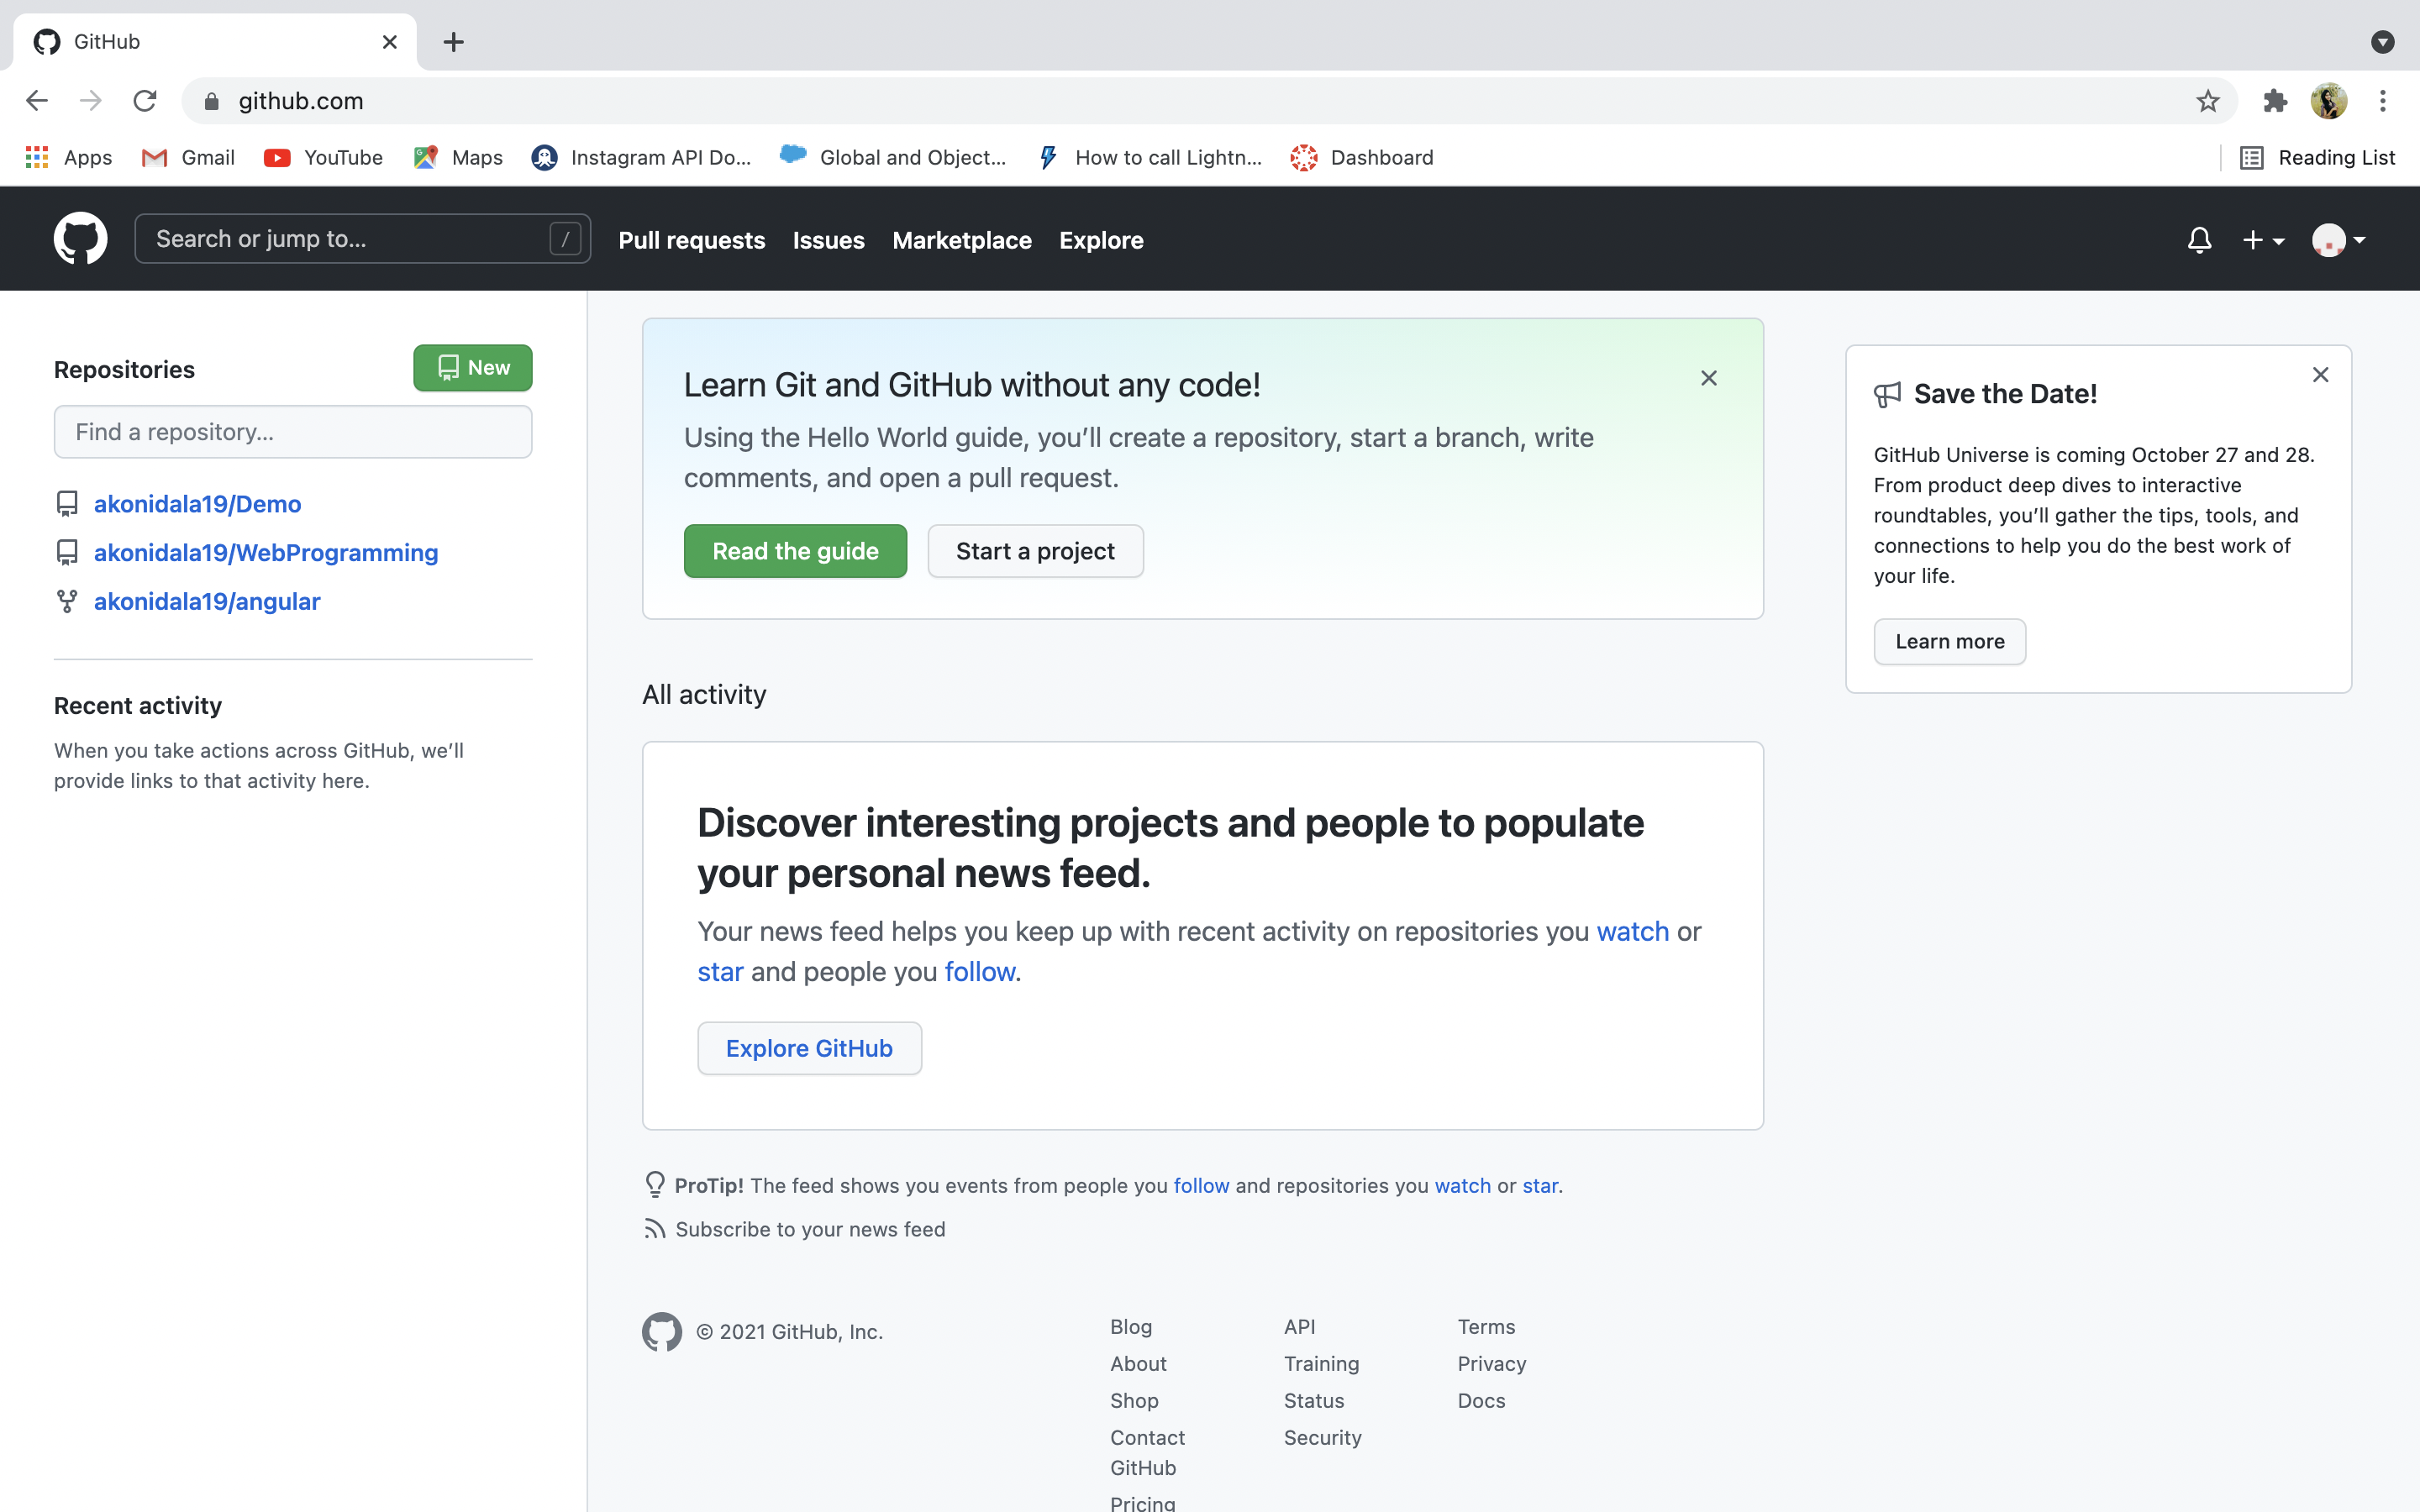 GitHub
github.com
Apps
Gmail
YouTube
Maps
Instagram API Do...
Global and Object...
How to call Lightn...
Dashboard
Reading List
Search or jump to...
/
Pull requests
Issues
Marketplace
Explore
Repositories
New
Find a repository...
akonidala19/Demo
akonidala19/WebProgramming
akonidala19/angular
Recent activity
When you take actions across GitHub, we’ll
provide links to that activity here.
Learn Git and GitHub without any code!
Using the Hello World guide, you’ll create a repository, start a branch, write
comments, and open a pull request.
Read the guide
Start a project
All activity
Discover interesting projects and people to populate
your personal news feed.
Your news feed helps you keep up with recent activity on repositories you watch or
star and people you follow.
Explore GitHub
ProTip! The feed shows you events from people you follow and repositories you watch or star.
Subscribe to your news feed
© 2021 GitHub, Inc.
Blog
About
Shop
Contact
GitHub
Pricing
API
Training
Status
Security
Terms
Privacy
Docs
Save the Date!
GitHub Universe is coming October 27 and 28.
From product deep dives to interactive
roundtables, you’ll gather the tips, tools, and
connections to help you do the best work of
your life.
Learn more